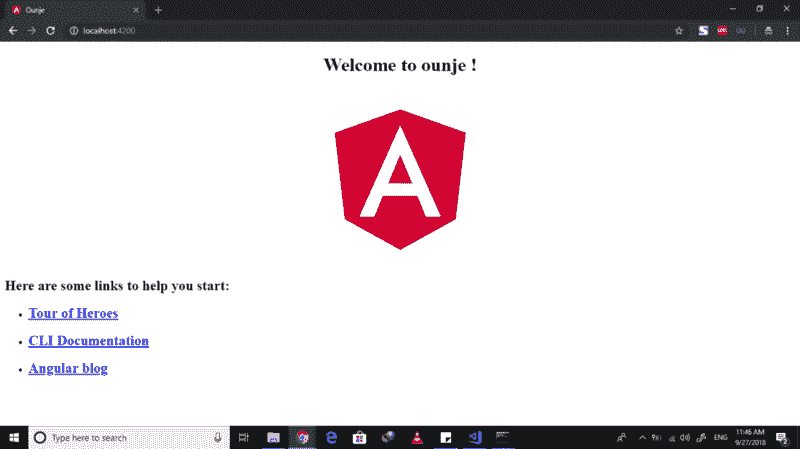 Ounje
localhost:4200
Welcome to ounje !
A
Here are some links to help you start:
Tour of Heroes
CLI Documentation
Angular blog
Type here to search
ENG
11:46 AM
9/27/2018
2